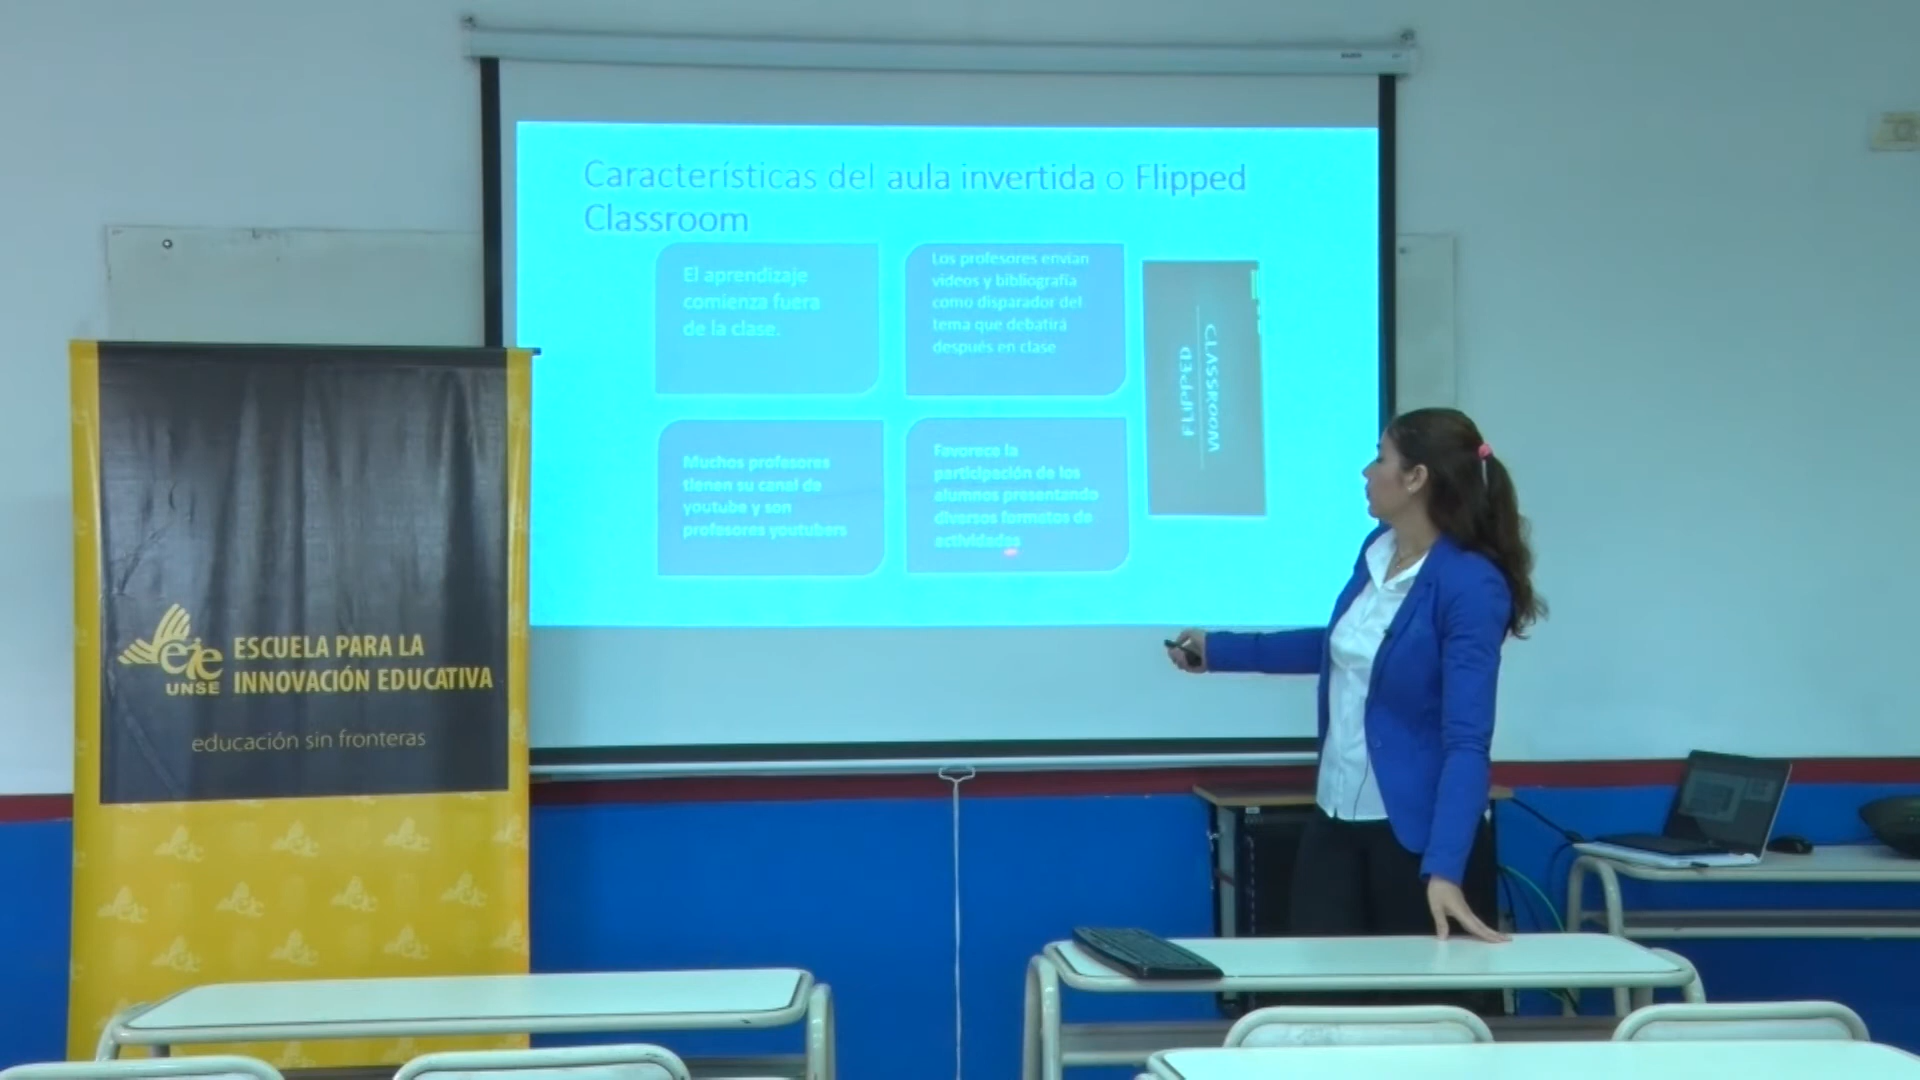 Características del aula invertida o Flipped
Classroom
El aprendizaje
comienza fuera
de la clase.
Los profesores envían
videos y bibliografía
como disparador del
tema que debatirá
después en clase
Muchos profesores
tienen su canal de
youtube y son
profesores youtubers
Favorece la
participación de los
alumnos presentando
diversos formatos de
actividades
FLIPPED
CLASSROOM
eie
UNSE
ESCUELA PARA LA
INNOVACIÓN EDUCATIVA
educación sin fronteras